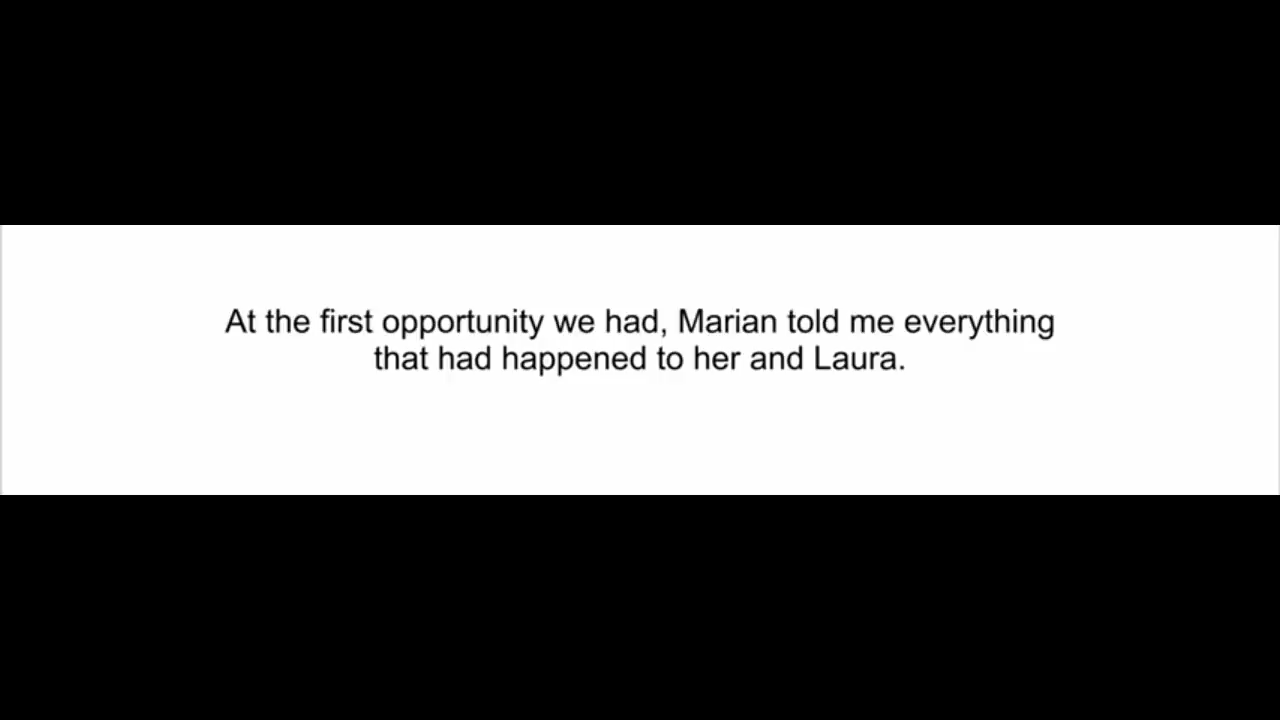 At the first opportunity we had, Marian told me everything
that had happened to her and Laura.